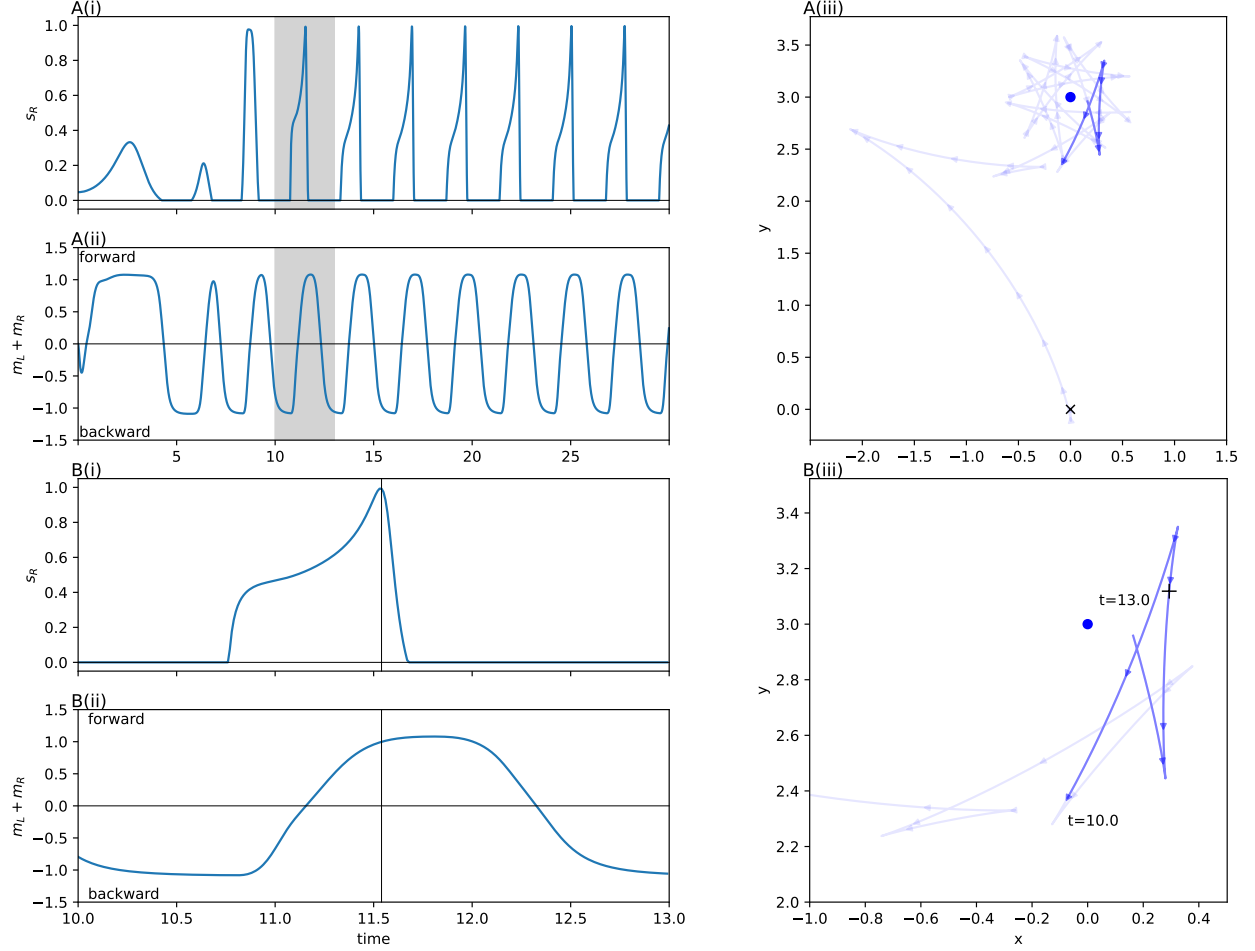 A(i)
1.0
0.8
0.6
0.4
0.2
0.0
s_R
A(ii)
forward
1.5
1.0
0.5
0.0
−0.5
−1.0
−1.5
m_L + m_R
backward
5 10 15 20 25
B(i)
1.0
0.8
0.6
0.4
0.2
0.0
s_R
B(ii)
forward
1.5
1.0
0.5
0.0
−0.5
−1.0
−1.5
m_L + m_R
backward
10.0 10.5 11.0 11.5 12.0 12.5 13.0
time
A(iii)
3.5
3.0
2.5
2.0
1.5
1.0
0.5
0.0
y
−2.0 −1.5 −1.0 −0.5 0.0 0.5 1.0 1.5
B(iii)
3.4
3.2
3.0
2.8
2.6
2.4
2.2
2.0
y
t=13.0
t=10.0
−1.0 −0.8 −0.6 −0.4 −0.2 0.0 0.2 0.4
x